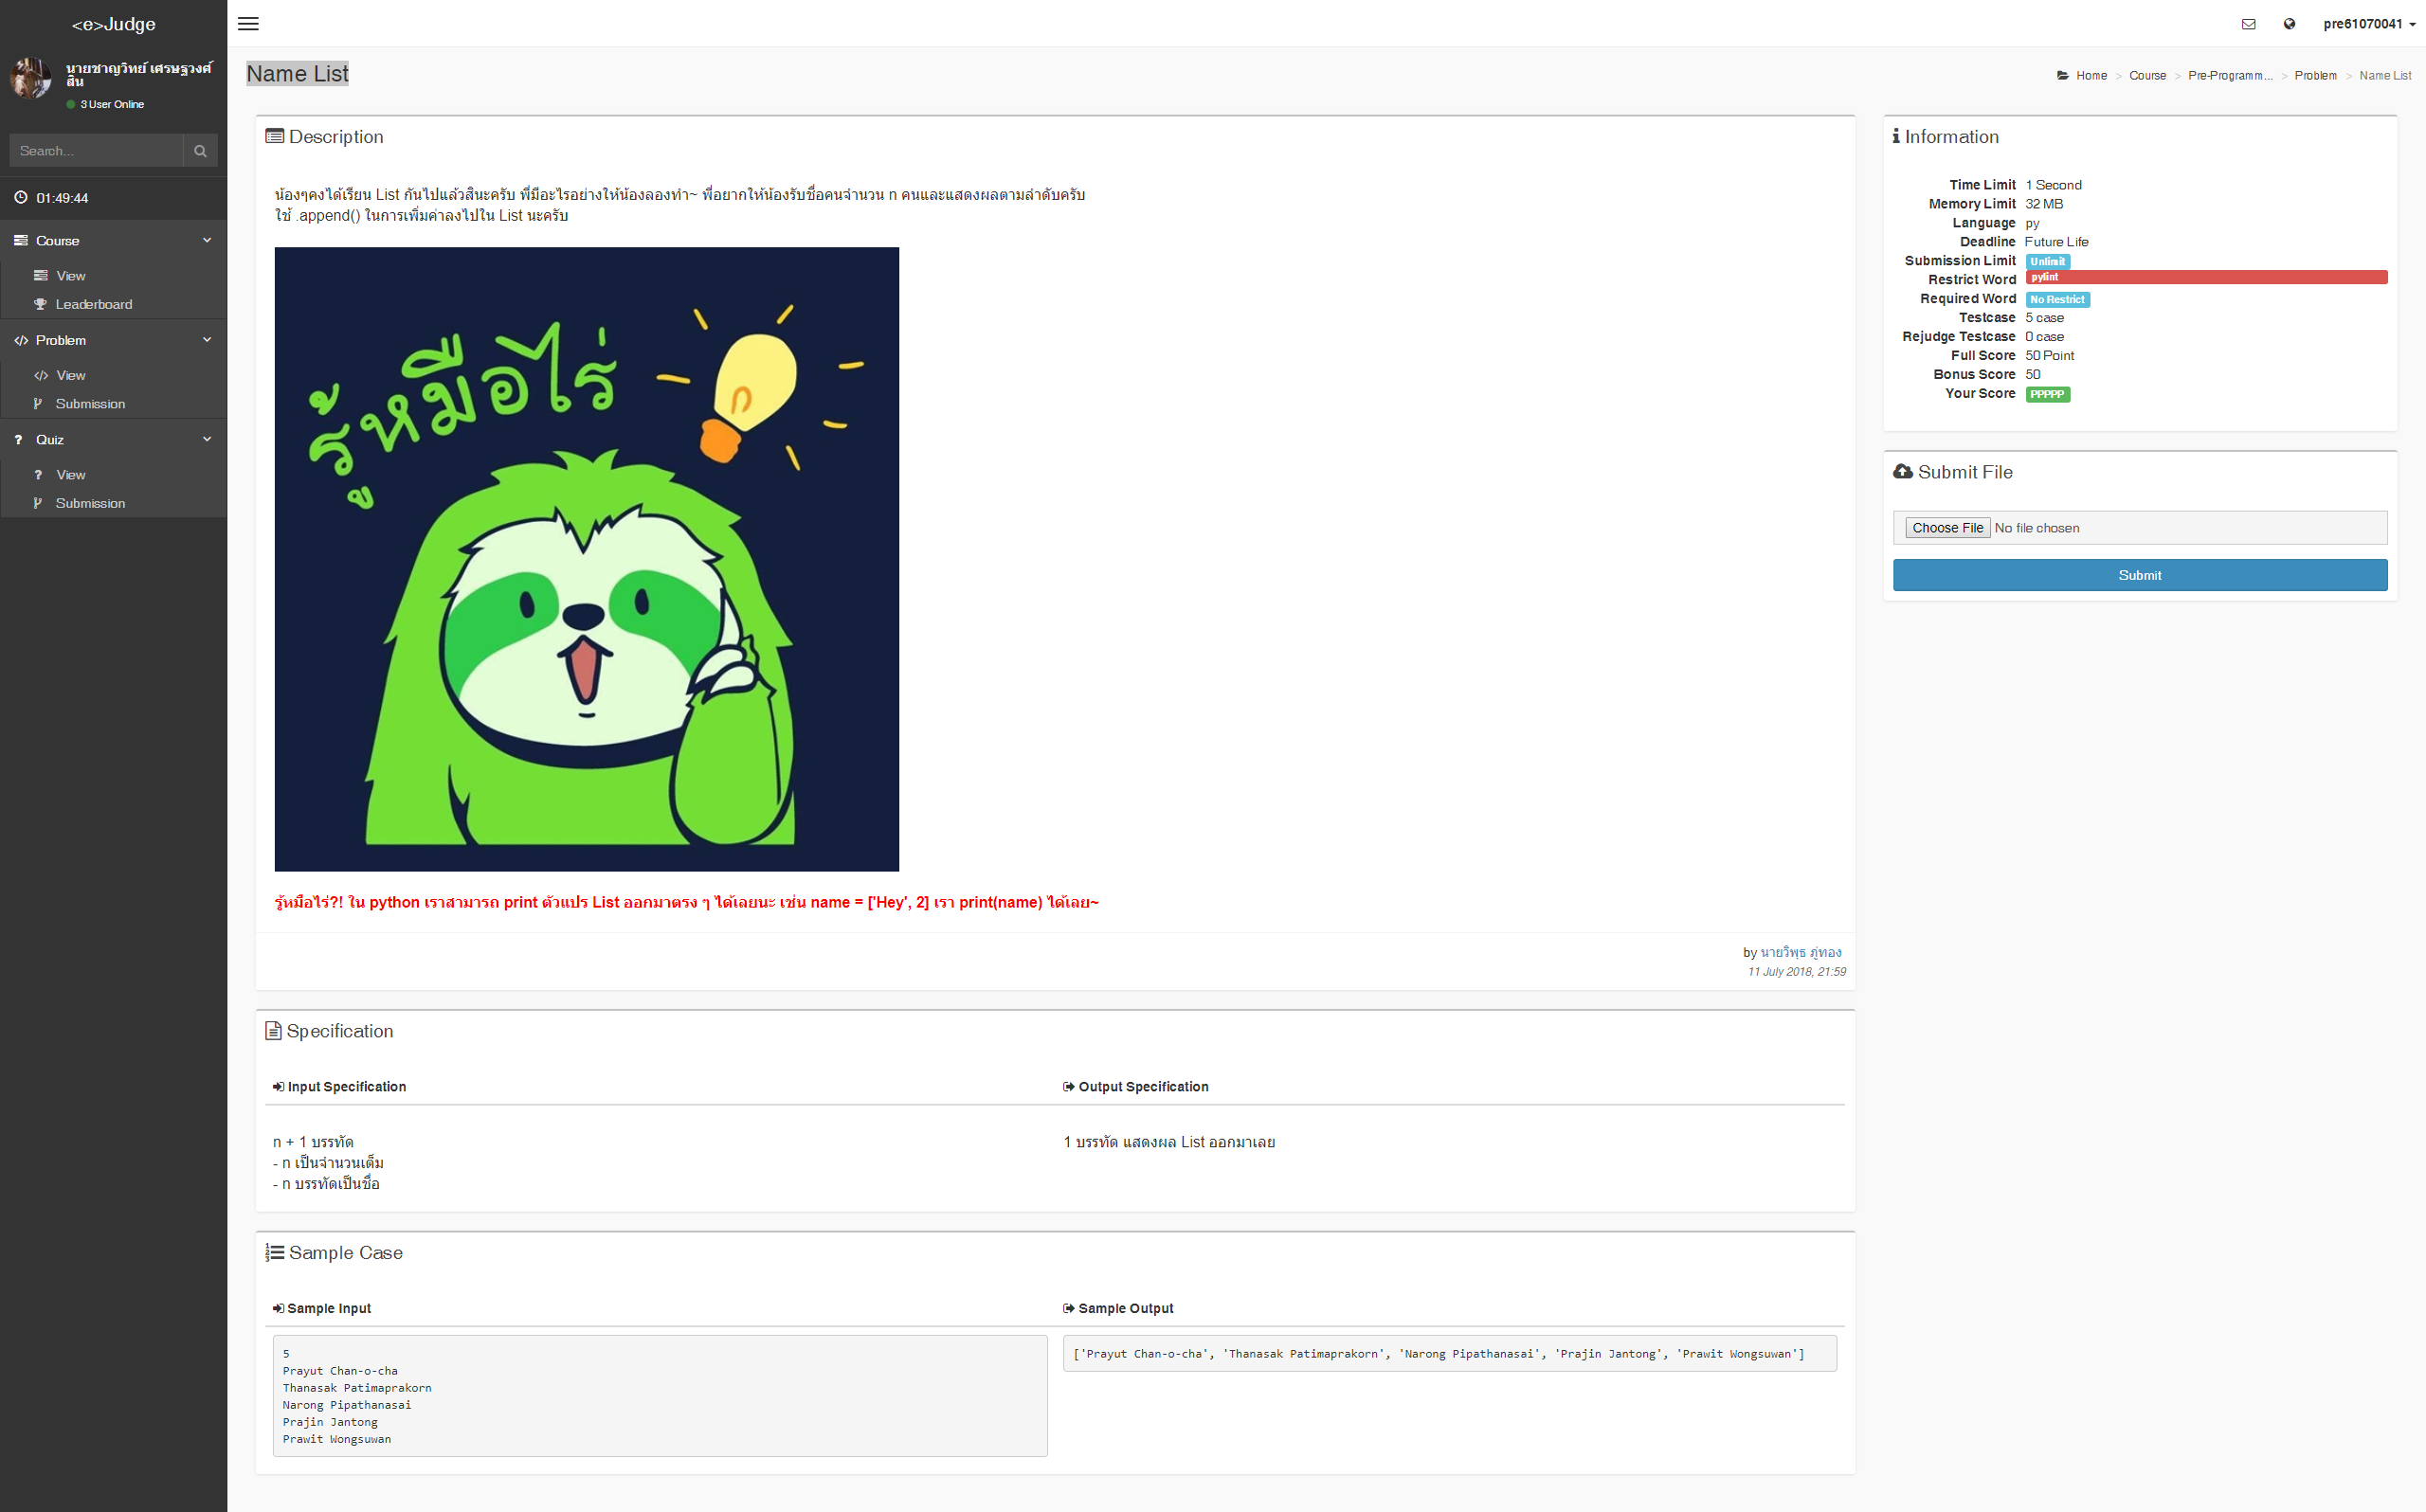 <e>Judge
นายชาญวิทย์ เศรษฐวงศ์
สิน
3 User Online
Search...
01:49:44
Course
View
Leaderboard
Problem
View
Submission
Quiz
View
Submission
pre61070041
Name List
Home > Course > Pre-Programm... > Problem > Name List
Description
น้องๆคงได้เรียน List กันไปแล้วสินะครับ พี่มีอะไรอย่างให้น้องลองทำ~ พี่อยากให้น้องรับชื่อคนจำนวน n คนและแสดงผลตามลำดับครับ
ใช้ .append() ในการเพิ่มค่าลงไปใน List นะครับ
รู้หมือไร่
รู้หมือไร่?! ใน python เราสามารถ print ตัวแปร List ออกมาตรง ๆ ได้เลยนะ เช่น name = ['Hey', 2] เรา print(name) ได้เลย~
by นายวิพุธ ภู่ทอง
11 July 2018, 21:59
Specification
Input Specification
n + 1 บรรทัด
- n เป็นจำนวนเต็ม
- n บรรทัดเป็นชื่อ
Output Specification
1 บรรทัด แสดงผล List ออกมาเลย
Sample Case
Sample Input
5
Prayut Chan-o-cha
Thanasak Patimaprakorn
Narong Pipathanasai
Prajin Jantong
Prawit Wongsuwan
Sample Output
['Prayut Chan-o-cha', 'Thanasak Patimaprakorn', 'Narong Pipathanasai', 'Prajin Jantong', 'Prawit Wongsuwan']
Information
Time Limit 1 Second
Memory Limit 32 MB
Language py
Deadline Future Life
Submission Limit Unlimit
Restrict Word pylint
Required Word No Restrict
Testcase 5 case
Rejudge Testcase 0 case
Full Score 50 Point
Bonus Score 50
Your Score PPPPP
Submit File
Choose File No file chosen
Submit